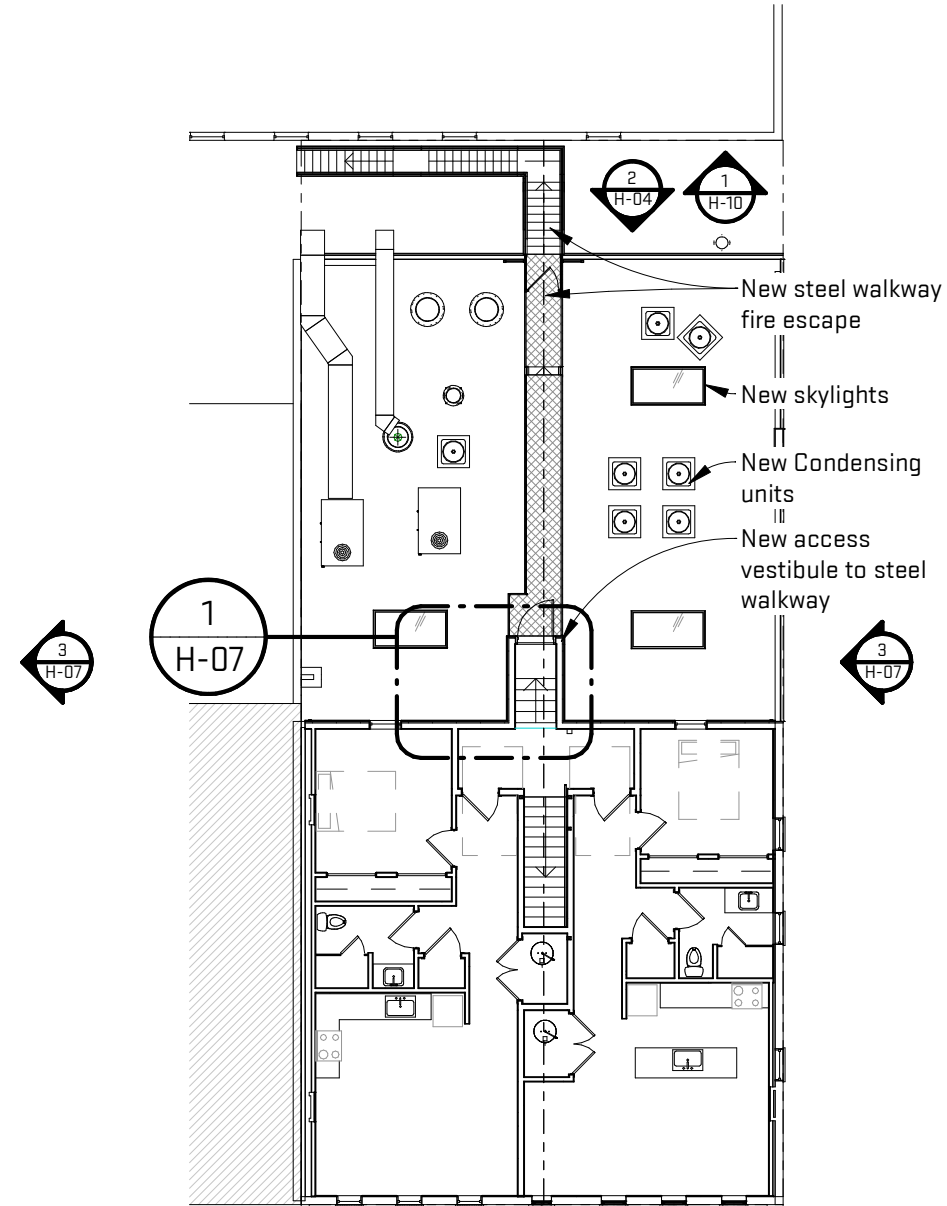 2
H-04
1
H-10
New steel walkway
fire escape
New skylights
New Condensing
units
New access
vestibule to steel
walkway
1
H-07
3
H-07
3
H-07